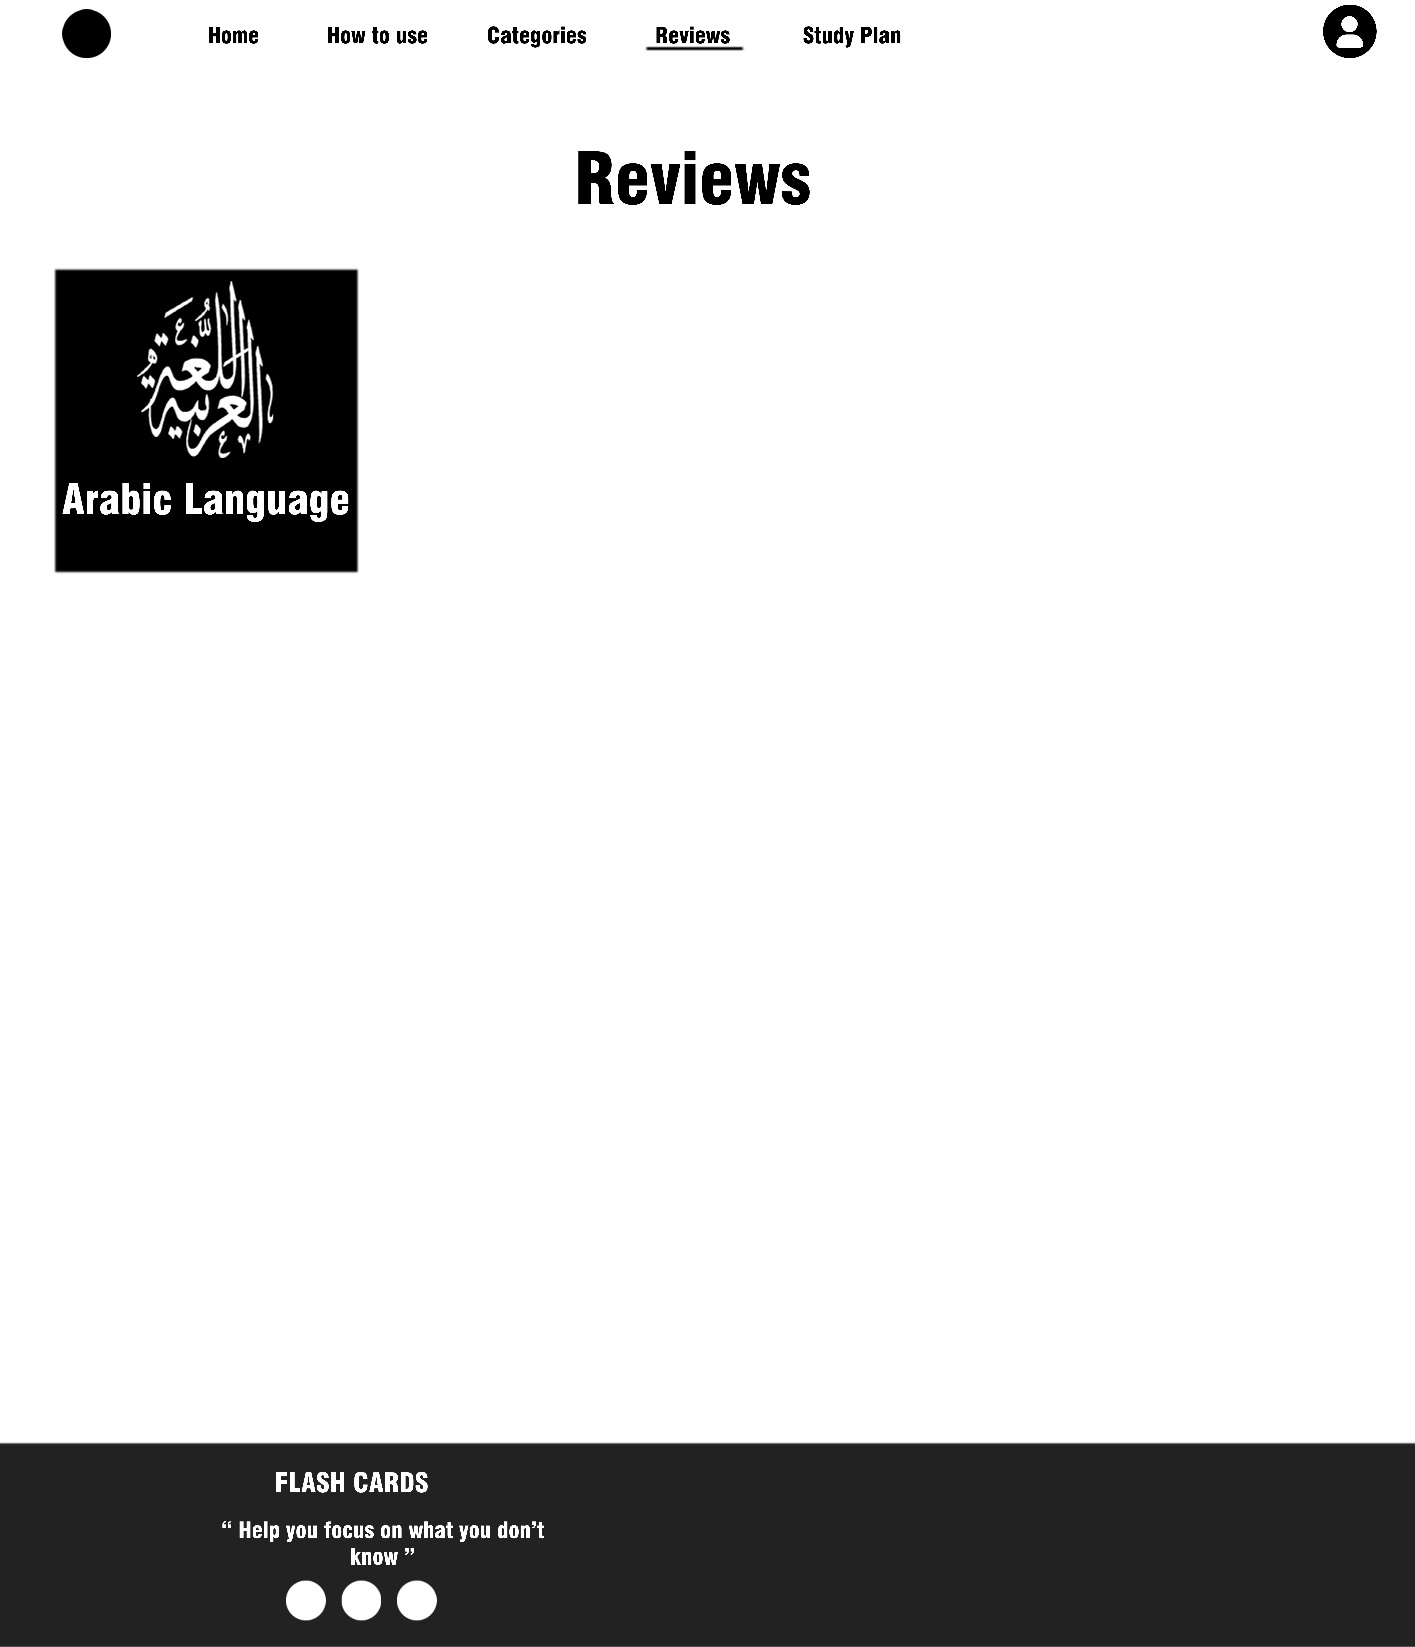 Home How to use Categories Reviews Study Plan
Reviews
اللغة
العربية
Arabic Language
FLASH CARDS
“ Help you focus on what you don’t
know ”